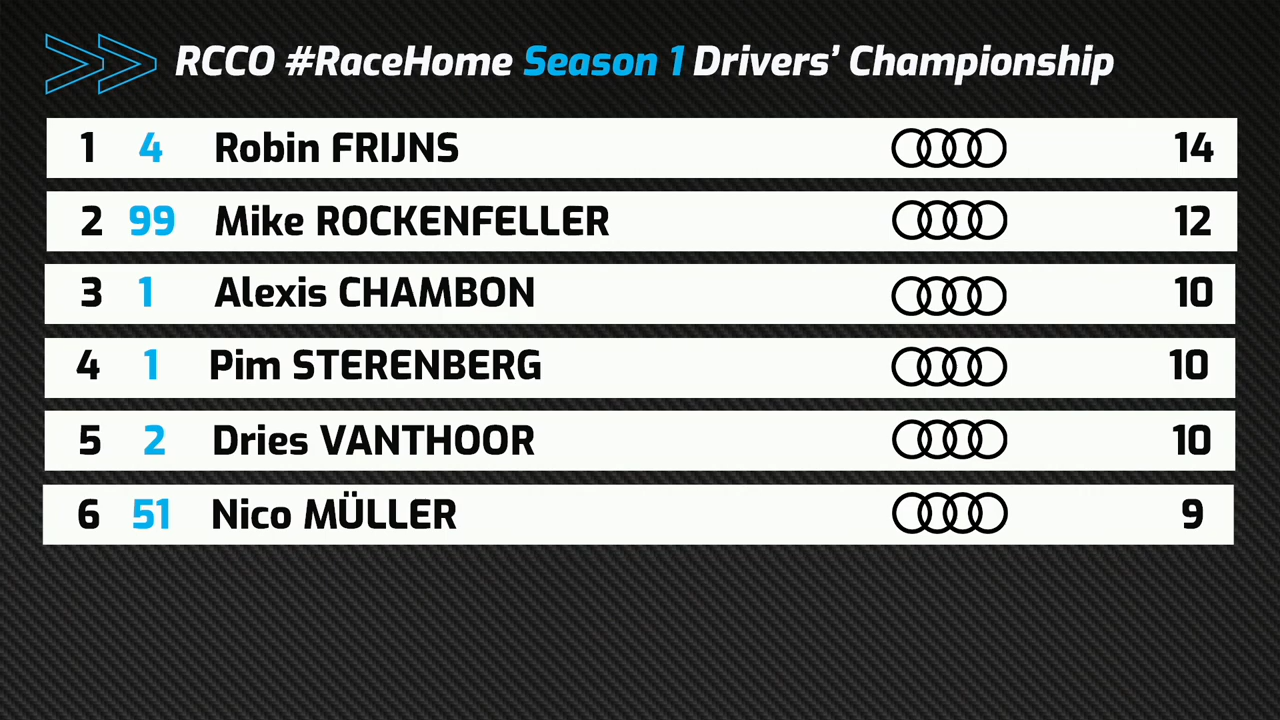 RCCO #RaceHome Season 1 Drivers’ Championship
1 4 Robin FRIJNS 14
2 99 Mike ROCKENFELLER 12
3 1 Alexis CHAMBON 10
4 1 Pim STERENBERG 10
5 2 Dries VANTHOOR 10
6 51 Nico MÜLLER 9